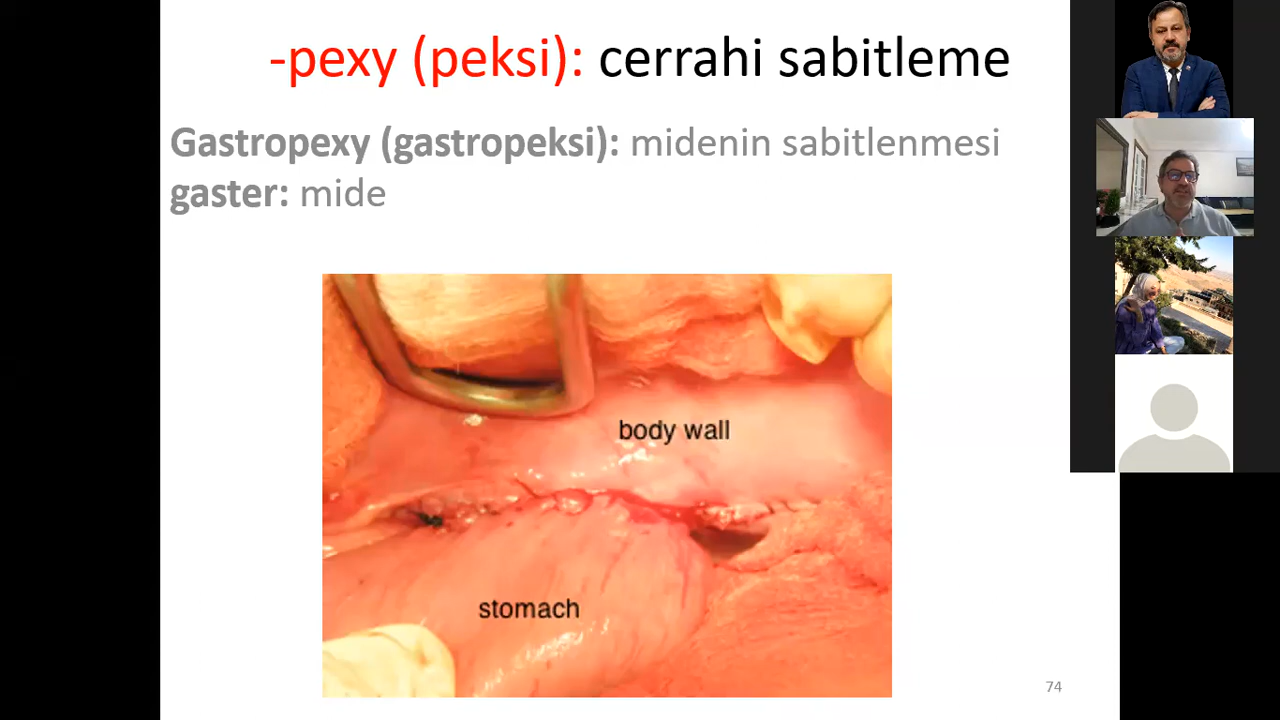 -pexy (peksi): cerrahi sabitleme
Gastropexy (gastropeksi): midenin sabitlenmesi
gaster: mide
body wall
stomach
74